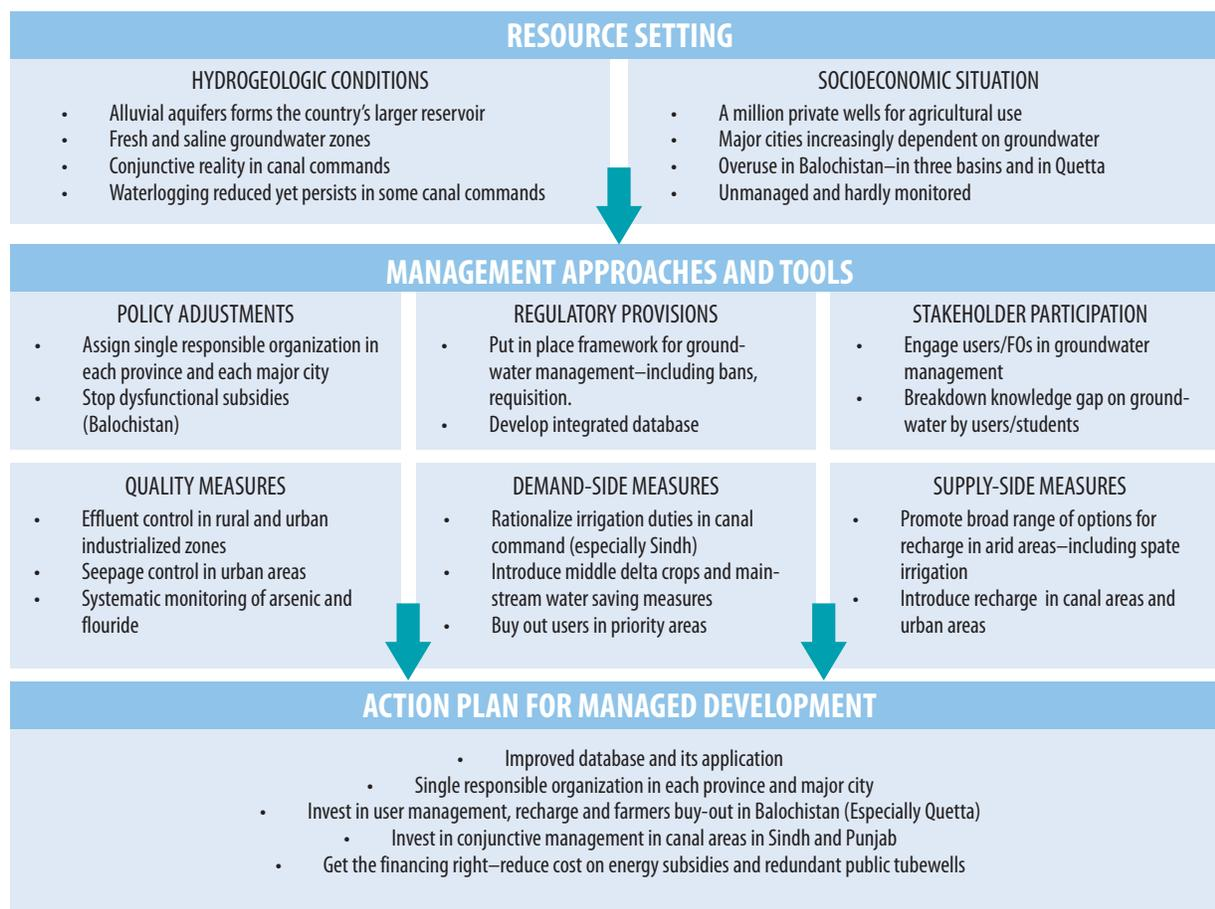 RESOURCE SETTING
HYDROGEOLOGIC CONDITIONS
• Alluvial aquifers forms the country's larger reservoir
• Fresh and saline groundwater zones
• Conjunctive reality in canal commands
• Waterlogging reduced yet persists in some canal commands
SOCIOECONOMIC SITUATION
• A million private wells for agricultural use
• Major cities increasingly dependent on groundwater
• Overuse in Balochistan–in three basins and in Quetta
• Unmanaged and hardly monitored
MANAGEMENT APPROACHES AND TOOLS
POLICY ADJUSTMENTS
• Assign single responsible organization in
each province and each major city
• Stop dysfunctional subsidies
(Balochistan)
REGULATORY PROVISIONS
• Put in place framework for ground-
water management–including bans,
requisition.
• Develop integrated database
STAKEHOLDER PARTICIPATION
• Engage users/FOs in groundwater
management
• Breakdown knowledge gap on ground-
water by users/students
QUALITY MEASURES
• Effluent control in rural and urban
industrialized zones
• Seepage control in urban areas
• Systematic monitoring of arsenic and
flouride
DEMAND-SIDE MEASURES
• Rationalize irrigation duties in canal
command (especially Sindh)
• Introduce middle delta crops and main-
stream water saving measures
• Buy out users in priority areas
SUPPLY-SIDE MEASURES
• Promote broad range of options for
recharge in arid areas–including spate
irrigation
• Introduce recharge in canal areas and
urban areas
ACTION PLAN FOR MANAGED DEVELOPMENT
• Improved database and its application
• Single responsible organization in each province and major city
• Invest in user management, recharge and farmers buy-out in Balochistan (Especially Quetta)
• Invest in conjunctive management in canal areas in Sindh and Punjab
• Get the financing right–reduce cost on energy subsidies and redundant public tubewells